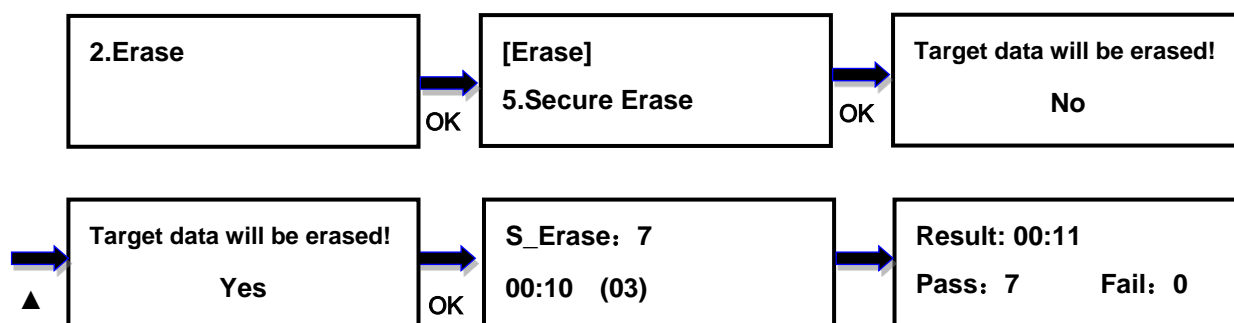 2.Erase
OK
[Erase]
5.Secure Erase
OK
Target data will be erased!
No
▲
Target data will be erased!
Yes
OK
S_Erase：7
00:10 (03)
Result: 00:11
Pass：7 Fail：0